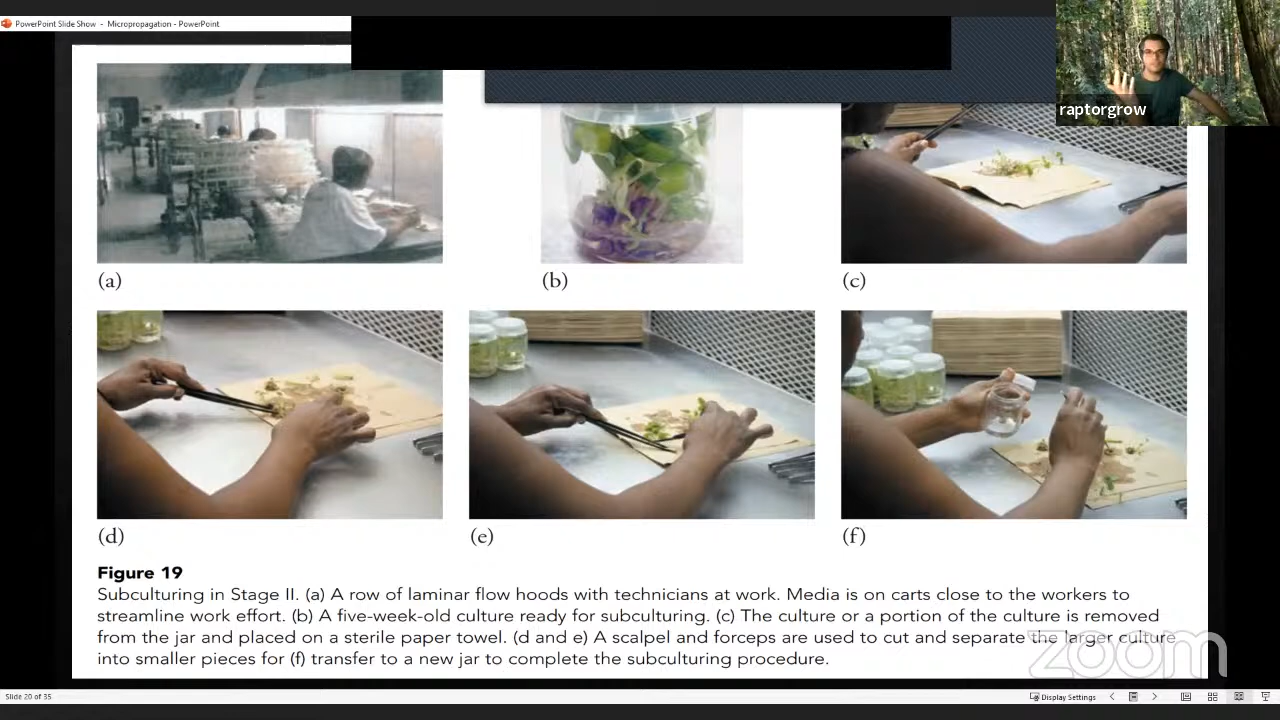 PowerPoint Slide Show - Micropropagation - PowerPoint
raptorgrow
(a)
(b)
(c)
(d)
(e)
(f)
Figure 19
Subculturing in Stage II. (a) A row of laminar flow hoods with technicians at work. Media is on carts close to the workers to
streamline work effort. (b) A five-week-old culture ready for subculturing. (c) The culture or a portion of the culture is removed
from the jar and placed on a sterile paper towel. (d and e) A scalpel and forceps are used to cut and separate the larger culture
into smaller pieces for (f) transfer to a new jar to complete the subculturing procedure.
zoom
Slide 20 of 35
Display Settings